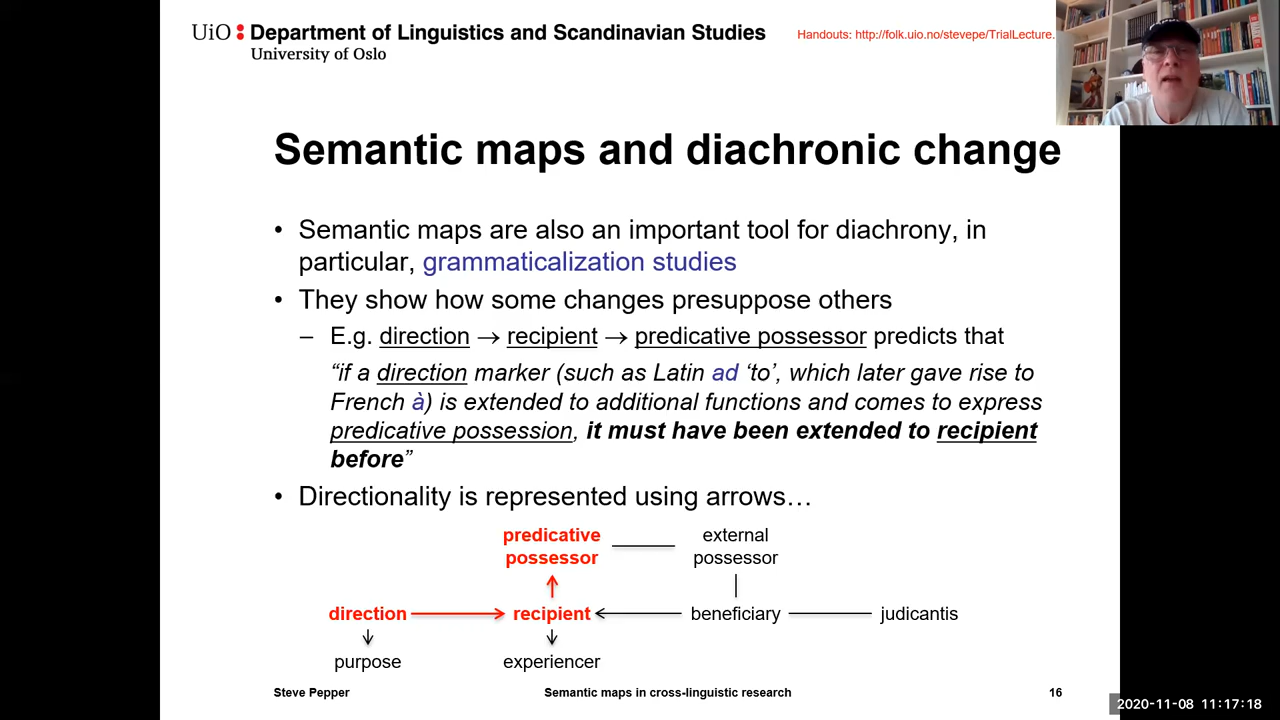 UiO : Department of Linguistics and Scandinavian Studies
University of Oslo
Handouts: http://folk.uio.no/stevepe/TrialLecture.
Semantic maps and diachronic change
• Semantic maps are also an important tool for diachrony, in
particular, grammaticalization studies
• They show how some changes presuppose others
– E.g. direction → recipient → predicative possessor predicts that
“if a direction marker (such as Latin ad ‘to’, which later gave rise to
French à) is extended to additional functions and comes to express
predicative possession, it must have been extended to recipient
before”
• Directionality is represented using arrows…
predicative
possessor
external
possessor
direction
recipient
beneficiary
judicantis
purpose
experiencer
Steve Pepper
Semantic maps in cross-linguistic research
16
2020-11-08 11:17:18